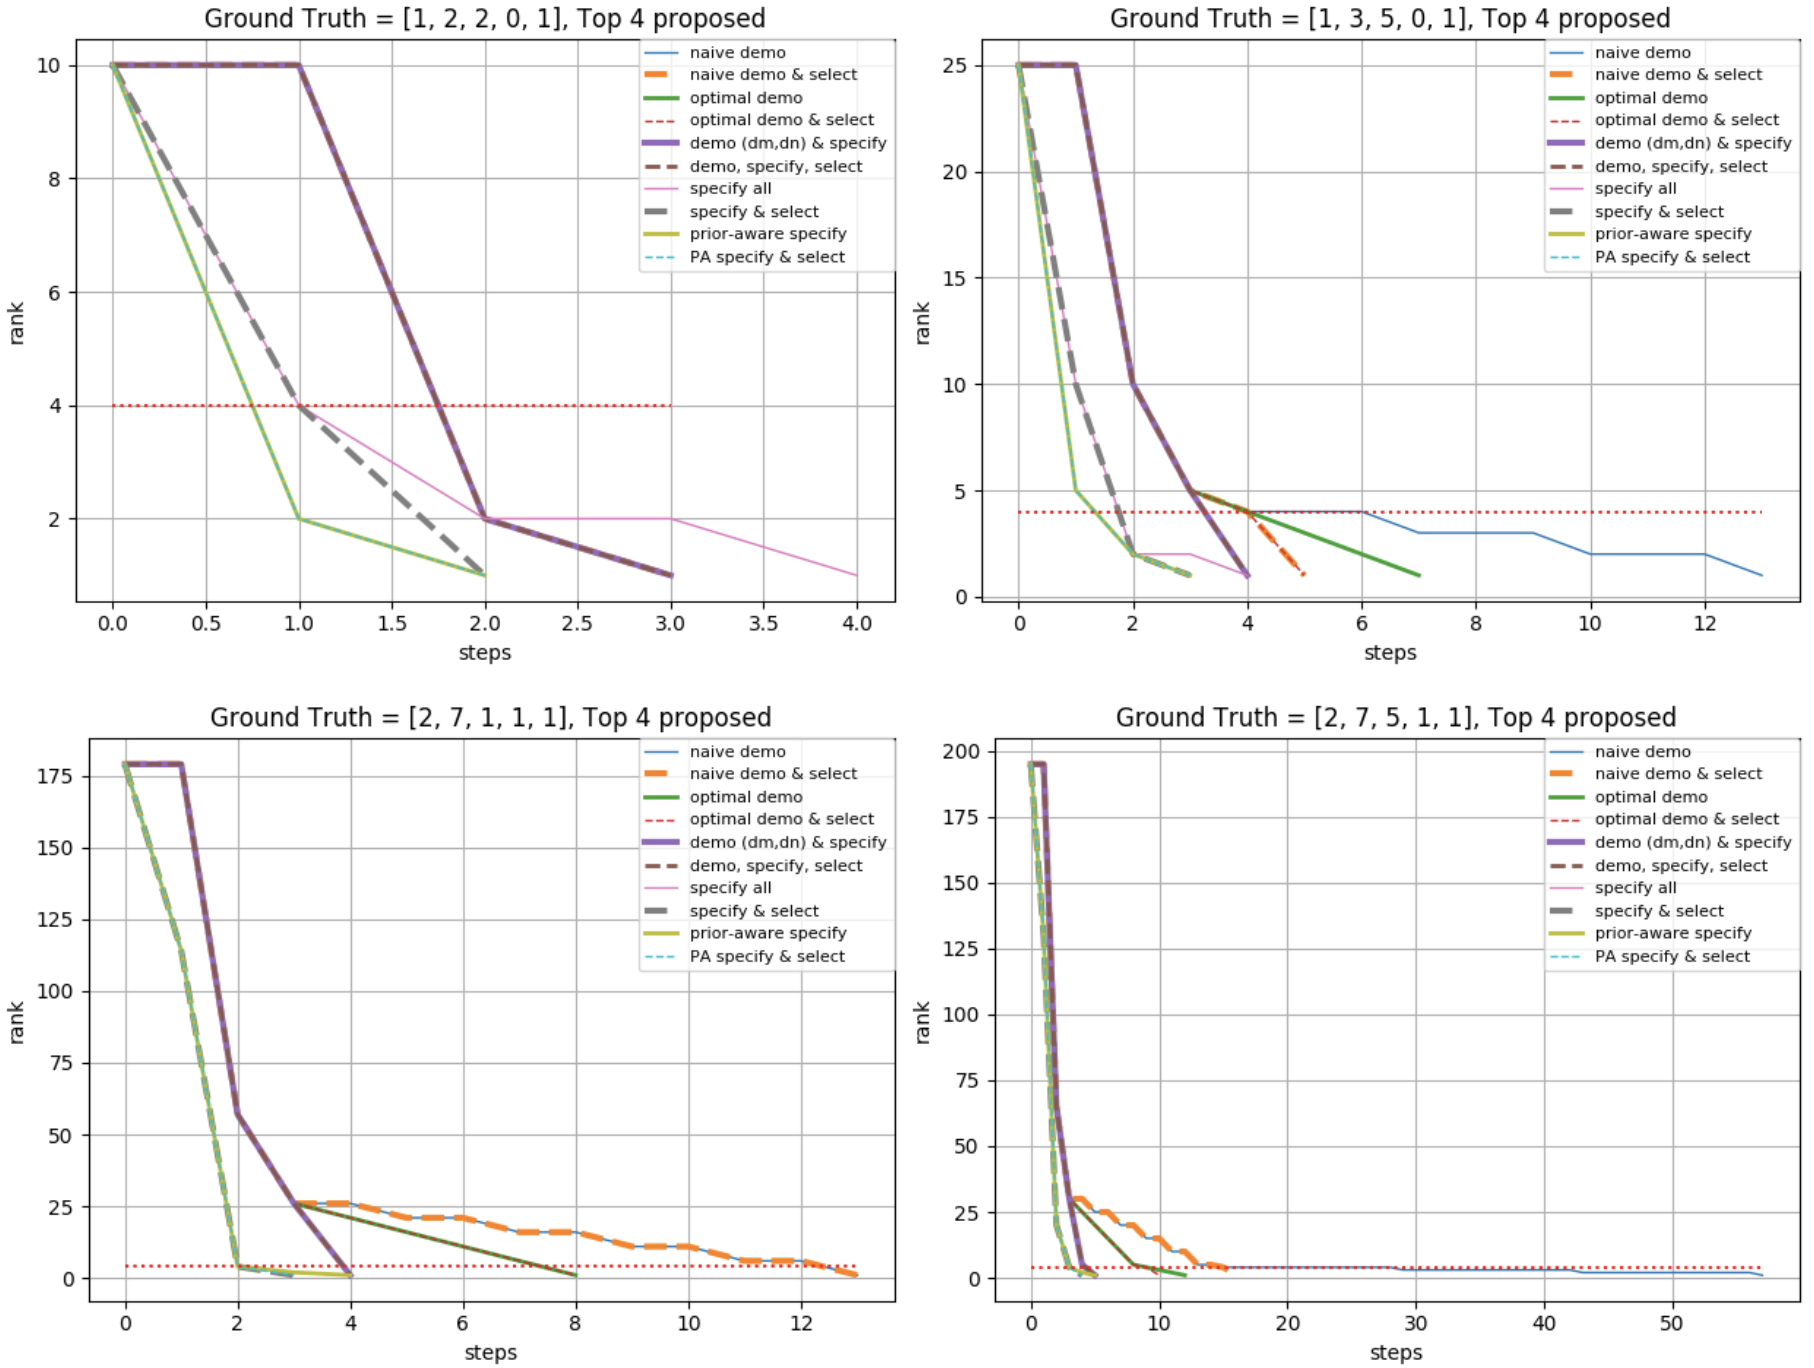 Ground Truth = [1, 2, 2, 0, 1], Top 4 proposed
10
8
6
4
2
rank
0.0 0.5 1.0 1.5 2.0 2.5 3.0 3.5 4.0
steps
naive demo
naive demo & select
optimal demo
optimal demo & select
demo (dm,dn) & specify
demo, specify, select
specify all
specify & select
prior-aware specify
PA specify & select
Ground Truth = [1, 3, 5, 0, 1], Top 4 proposed
25
20
15
10
5
0
rank
0 2 4 6 8 10 12
steps
naive demo
naive demo & select
optimal demo
optimal demo & select
demo (dm,dn) & specify
demo, specify, select
specify all
specify & select
prior-aware specify
PA specify & select
Ground Truth = [2, 7, 1, 1, 1], Top 4 proposed
175
150
125
100
75
50
25
0
rank
0 2 4 6 8 10 12
steps
naive demo
naive demo & select
optimal demo
optimal demo & select
demo (dm,dn) & specify
demo, specify, select
specify all
specify & select
prior-aware specify
PA specify & select
Ground Truth = [2, 7, 5, 1, 1], Top 4 proposed
200
175
150
125
100
75
50
25
0
rank
0 10 20 30 40 50
steps
naive demo
naive demo & select
optimal demo
optimal demo & select
demo (dm,dn) & specify
demo, specify, select
specify all
specify & select
prior-aware specify
PA specify & select